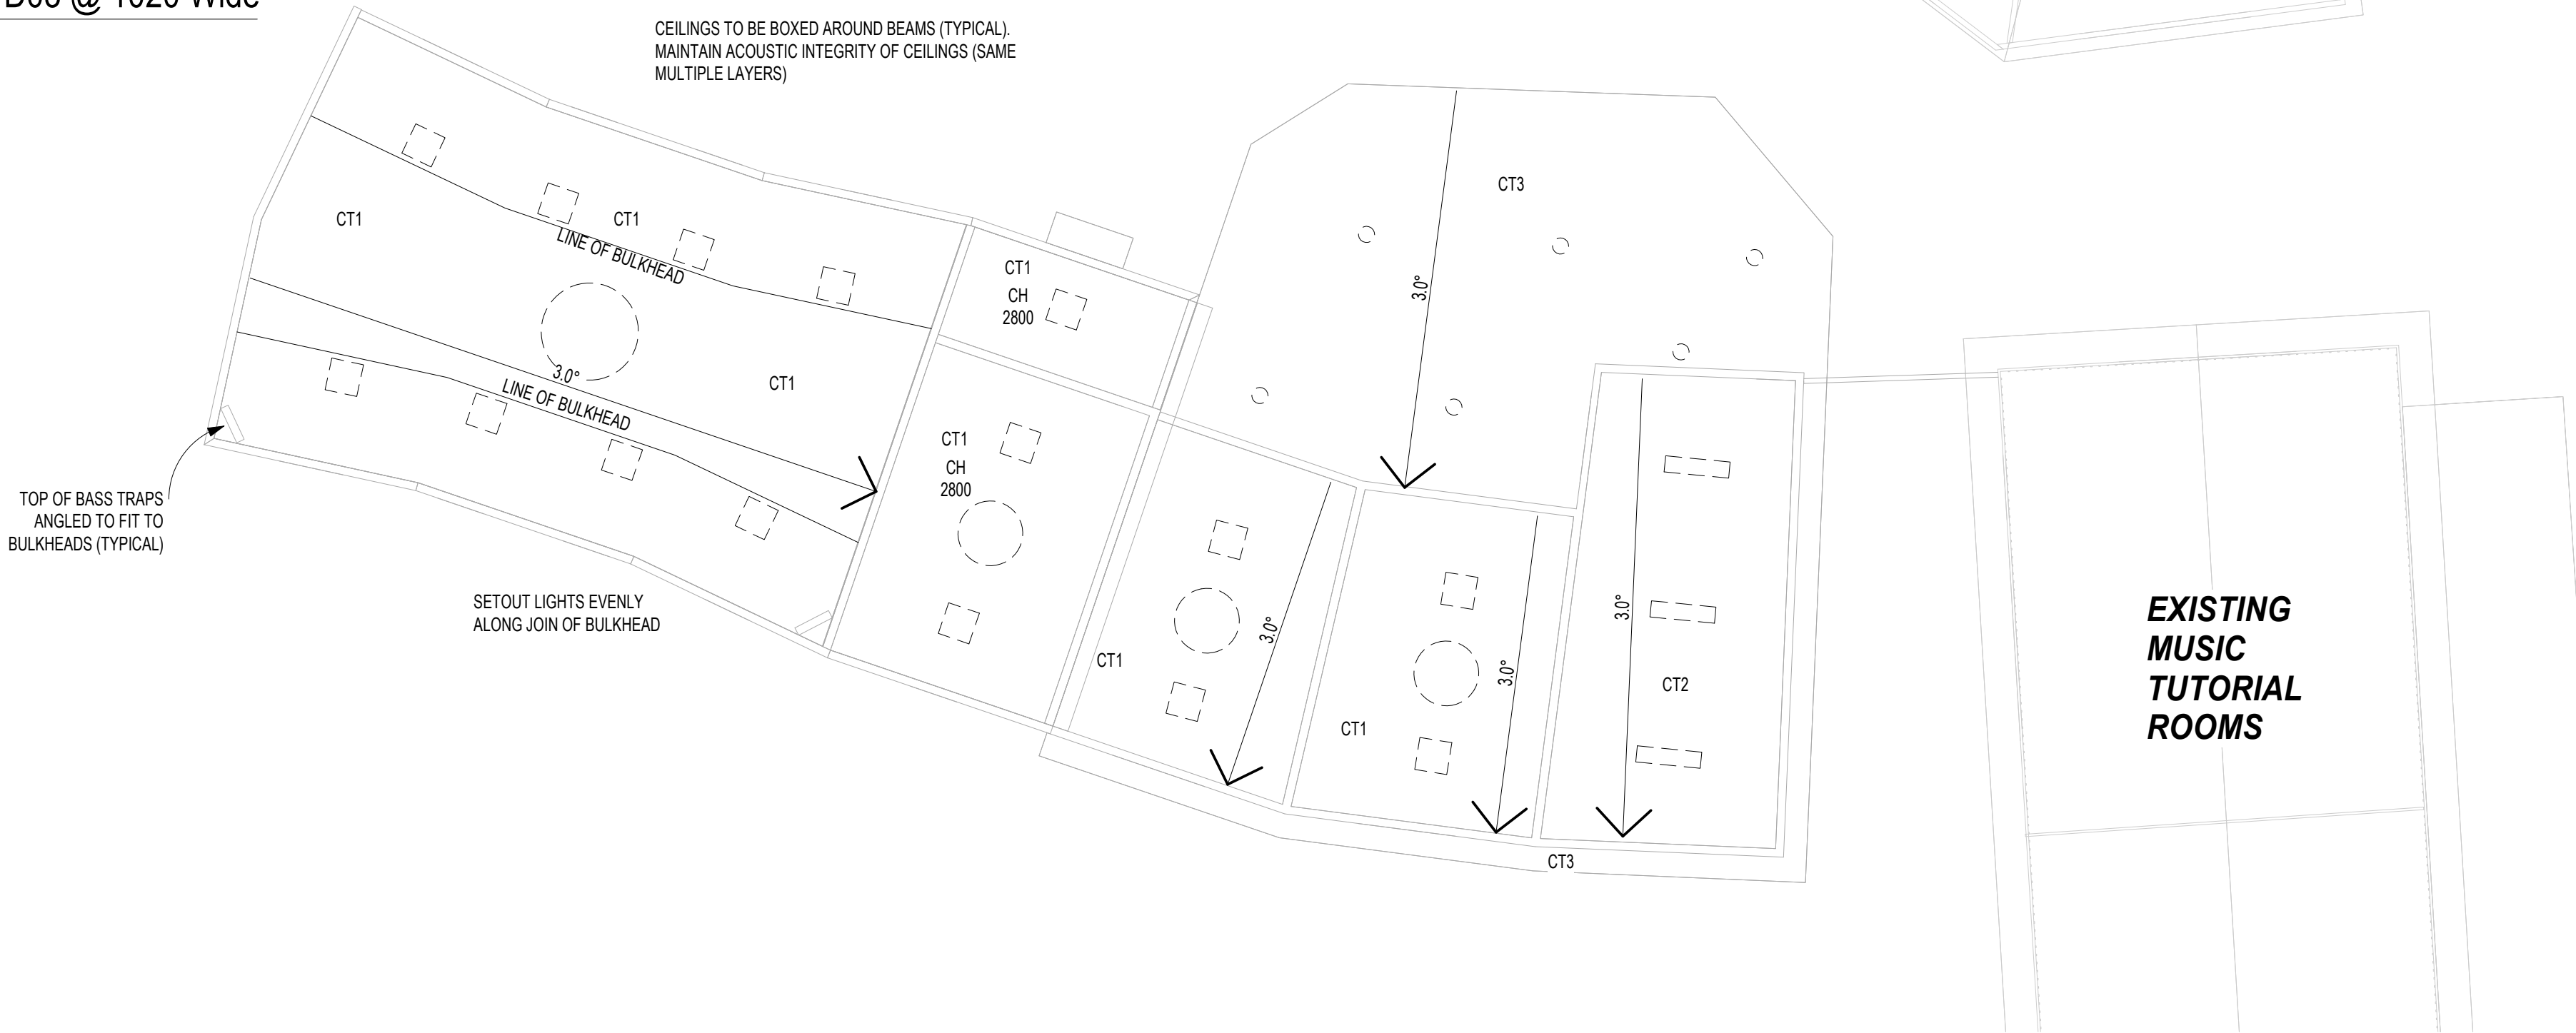 CEILINGS TO BE BOXED AROUND BEAMS (TYPICAL).
MAINTAIN ACOUSTIC INTEGRITY OF CEILINGS (SAME
MULTIPLE LAYERS)
CT1
CT1
LINE OF BULKHEAD
3.0°
LINE OF BULKHEAD
CT1
TOP OF BASS TRAPS
ANGLED TO FIT TO
BULKHEADS (TYPICAL)
SETOUT LIGHTS EVENLY
ALONG JOIN OF BULKHEAD
CT1
CH
2800
CT1
CH
2800
CT3
3.0°
CT1
3.0°
CT1
3.0°
3.0°
CT2
CT3
EXISTING
MUSIC
TUTORIAL
ROOMS